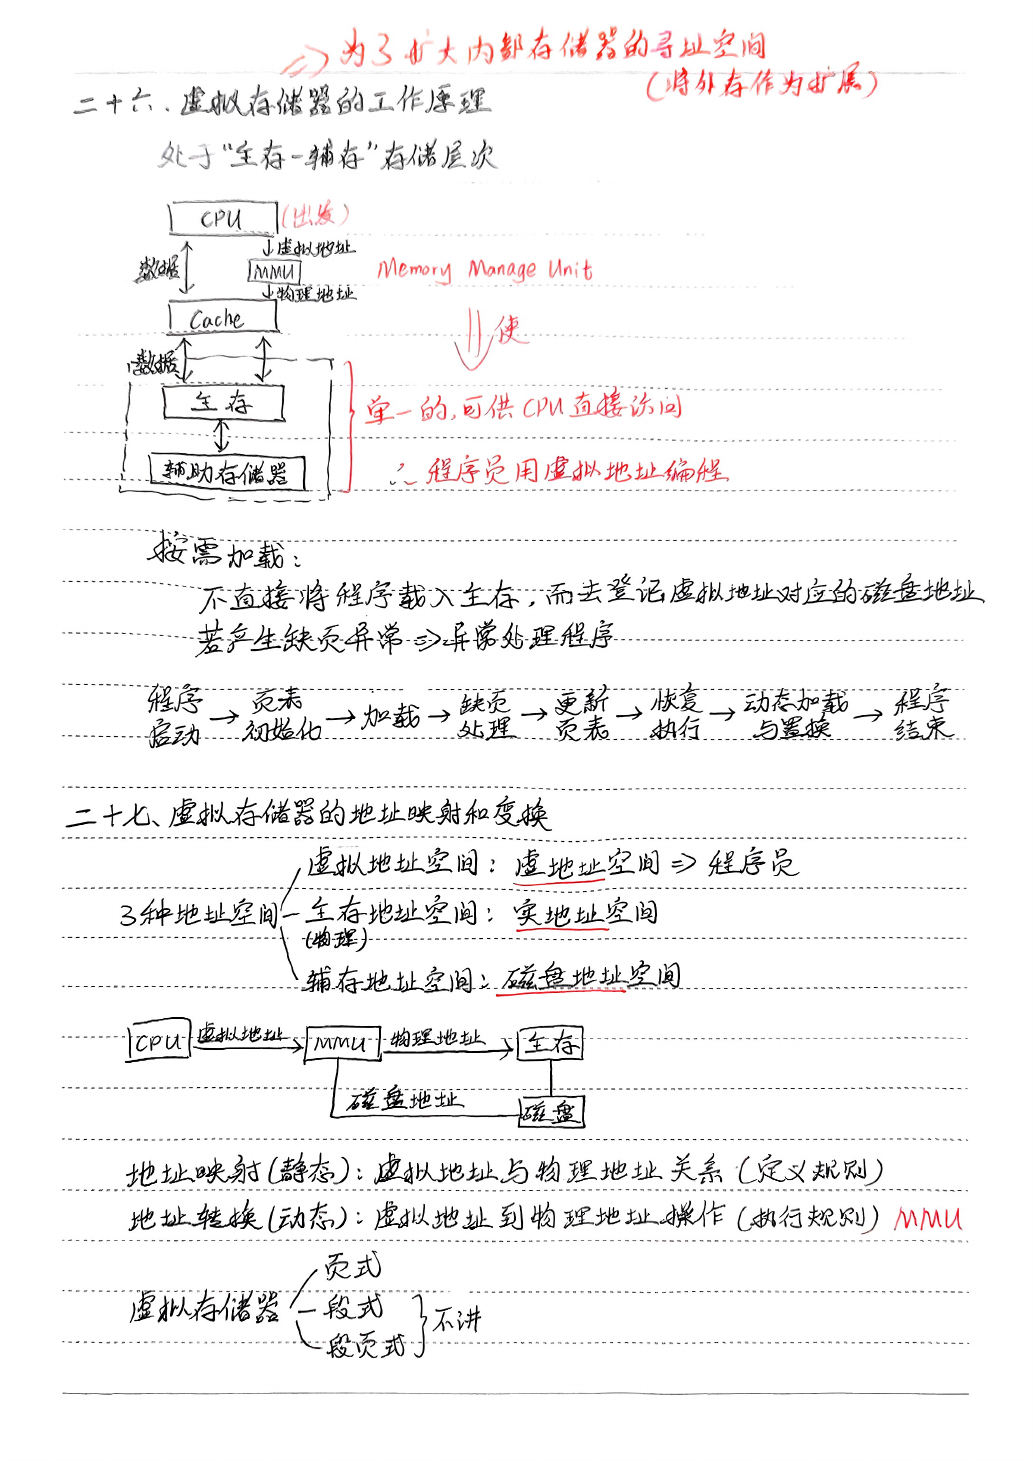 => 为了扩大内部存储器的寻址空间
(将外存作为扩展)
二十六、虚拟存储器的工作原理
处于“主存-辅存”存储层次
CPU (出发)
↓虚拟地址
数据 MMU Memory Manage Unit
↓物理地址
Cache
使
数据
主存 单一的,可供CPU直接访问
辅助存储器 ∴ 程序员用虚拟地址编程
按需加载:
不直接将程序载入主存,而去登记虚拟地址对应的磁盘地址
若产生缺页异常 => 异常处理程序
程序启动 → 页表初始化 → 加载 → 缺页处理 → 更新页表 → 恢复执行 → 动态加载与置换 → 程序结束
二十七、虚拟存储器的地址映射和变换
虚拟地址空间: 虚地址空间 => 程序员
3种地址空间 主存地址空间: 实地址空间
(物理)
辅存地址空间: 磁盘地址空间
CPU 虚拟地址 MMU 物理地址 主存
磁盘地址 磁盘
地址映射(静态): 虚拟地址与物理地址关系(定义规则)
地址转换(动态): 虚拟地址到物理地址操作(执行规则) MMU
页式
虚拟存储器 段式 不讲
段页式